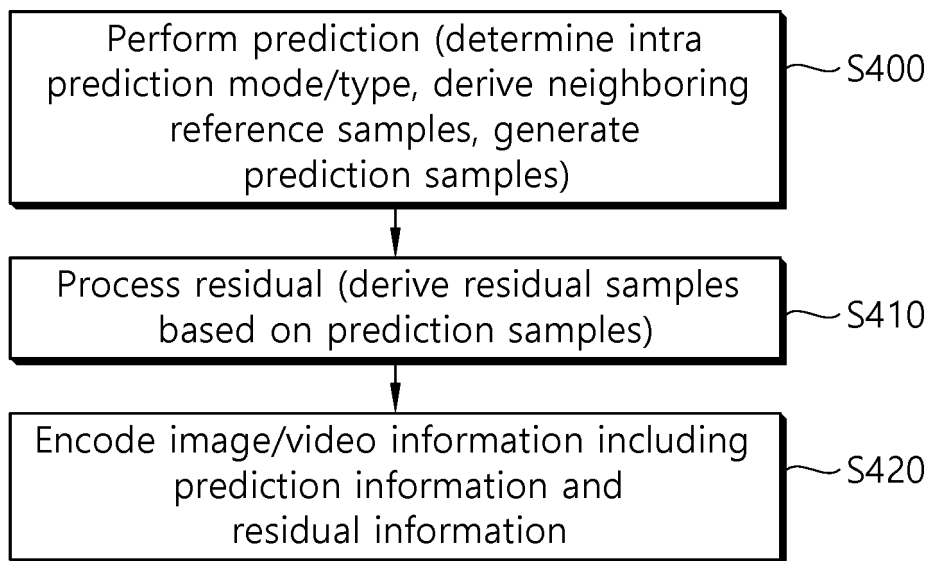 Perform prediction (determine intra
prediction mode/type, derive neighboring
reference samples, generate
prediction samples)
S400
Process residual (derive residual samples
based on prediction samples)
S410
Encode image/video information including
prediction information and
residual information
S420